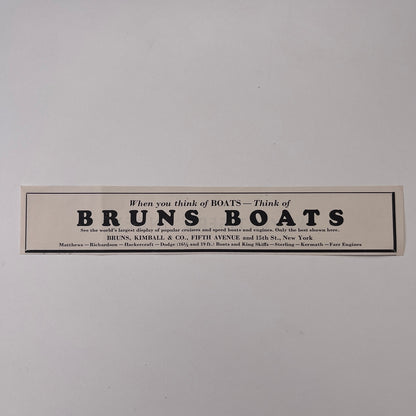 When you think of BOATS — Think of
BRUNS BOATS
See the world's largest display of popular cruisers and speed boats and engines. Only the best shown here.
BRUNS, KIMBALL & CO., FIFTH AVENUE and 15th St., New York
Matthews — Richardson — Hackercraft — Dodge (16½ and 19 ft.) Boats and King Skiffs — Sterling — Kermath — Farr Engines